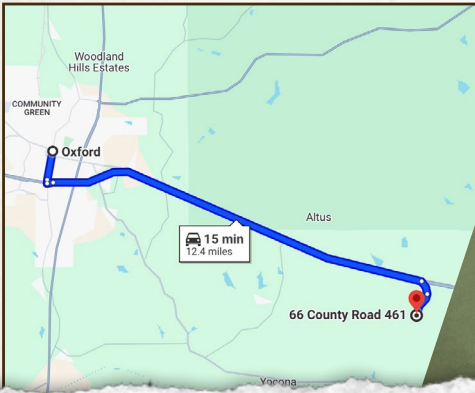 Woodland
Hills Estates
COMMUNITY
GREEN
Oxford
Altus
15 min
12.4 miles
66 County Road 461
Yocona